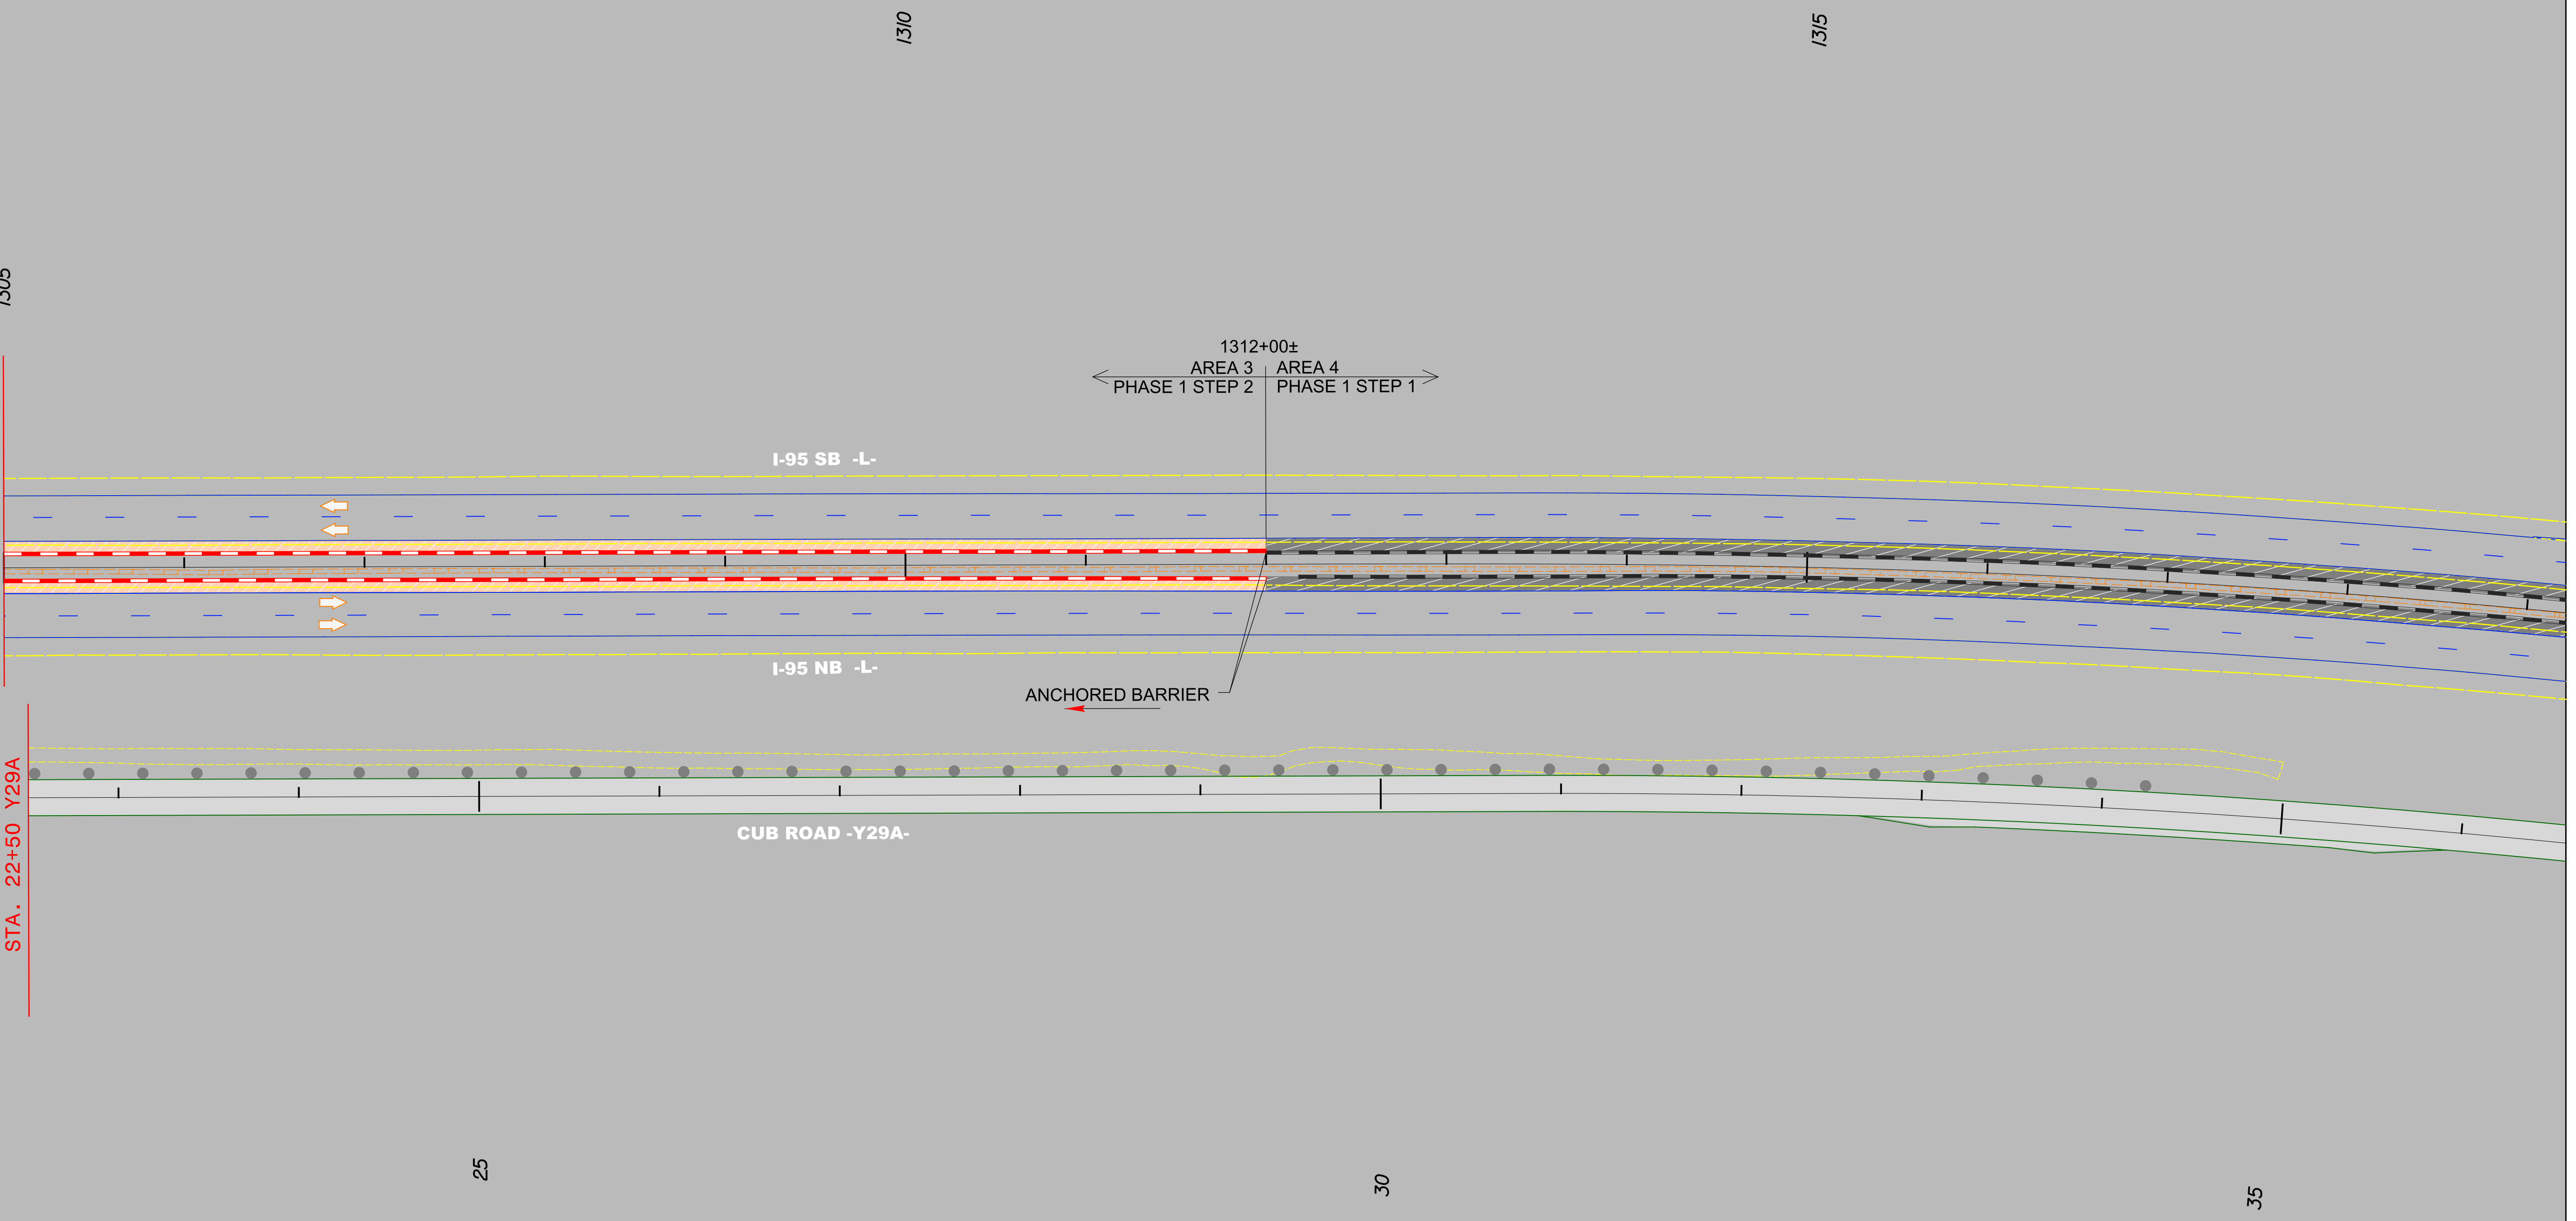 1310
1315
1305
1312+00±
AREA 3
AREA 4
PHASE 1 STEP 2
PHASE 1 STEP 1
I-95 SB -L-
I-95 NB -L-
ANCHORED BARRIER
STA. 22+50 Y29A
CUB ROAD -Y29A-
25
30
35